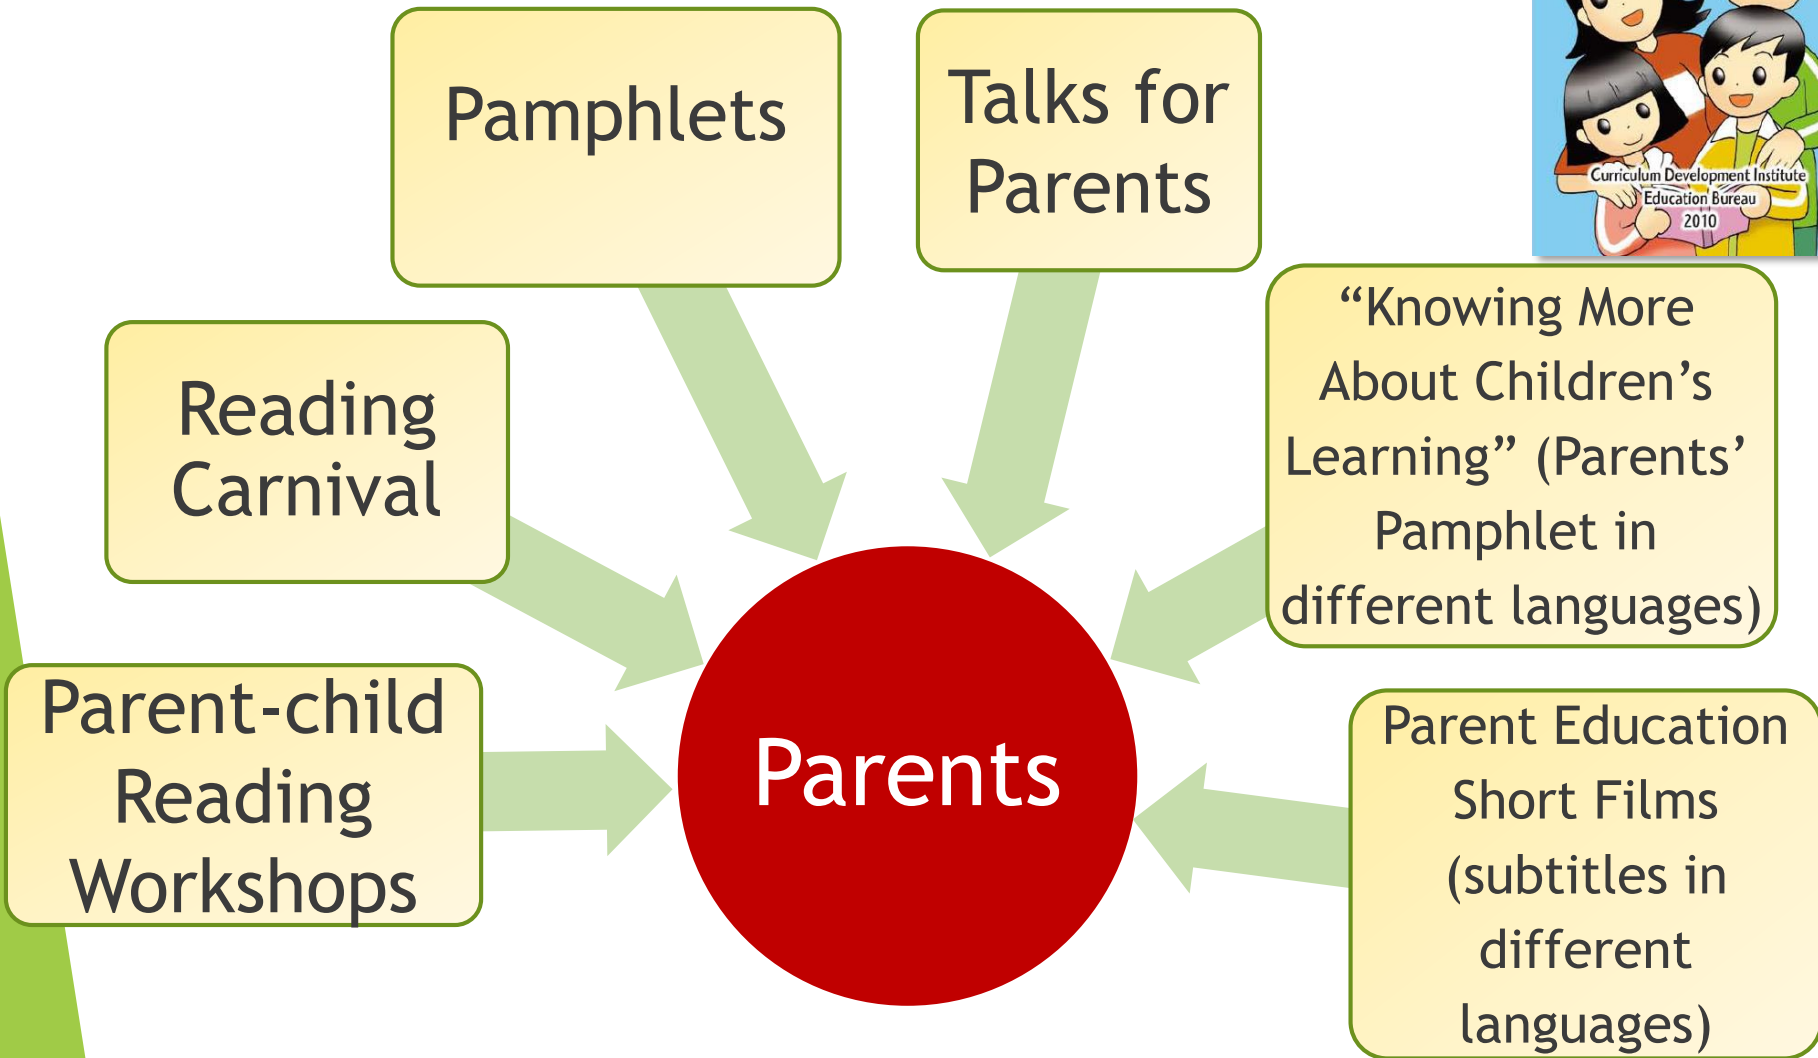 Pamphlets
Talks for
Parents
Curriculum Development Institute
Education Bureau
2010
“Knowing More
About Children’s
Learning” (Parents’
Pamphlet in
different languages)
Reading
Carnival
Parent-child
Reading
Workshops
Parents
Parent Education
Short Films
(subtitles in
different
languages)